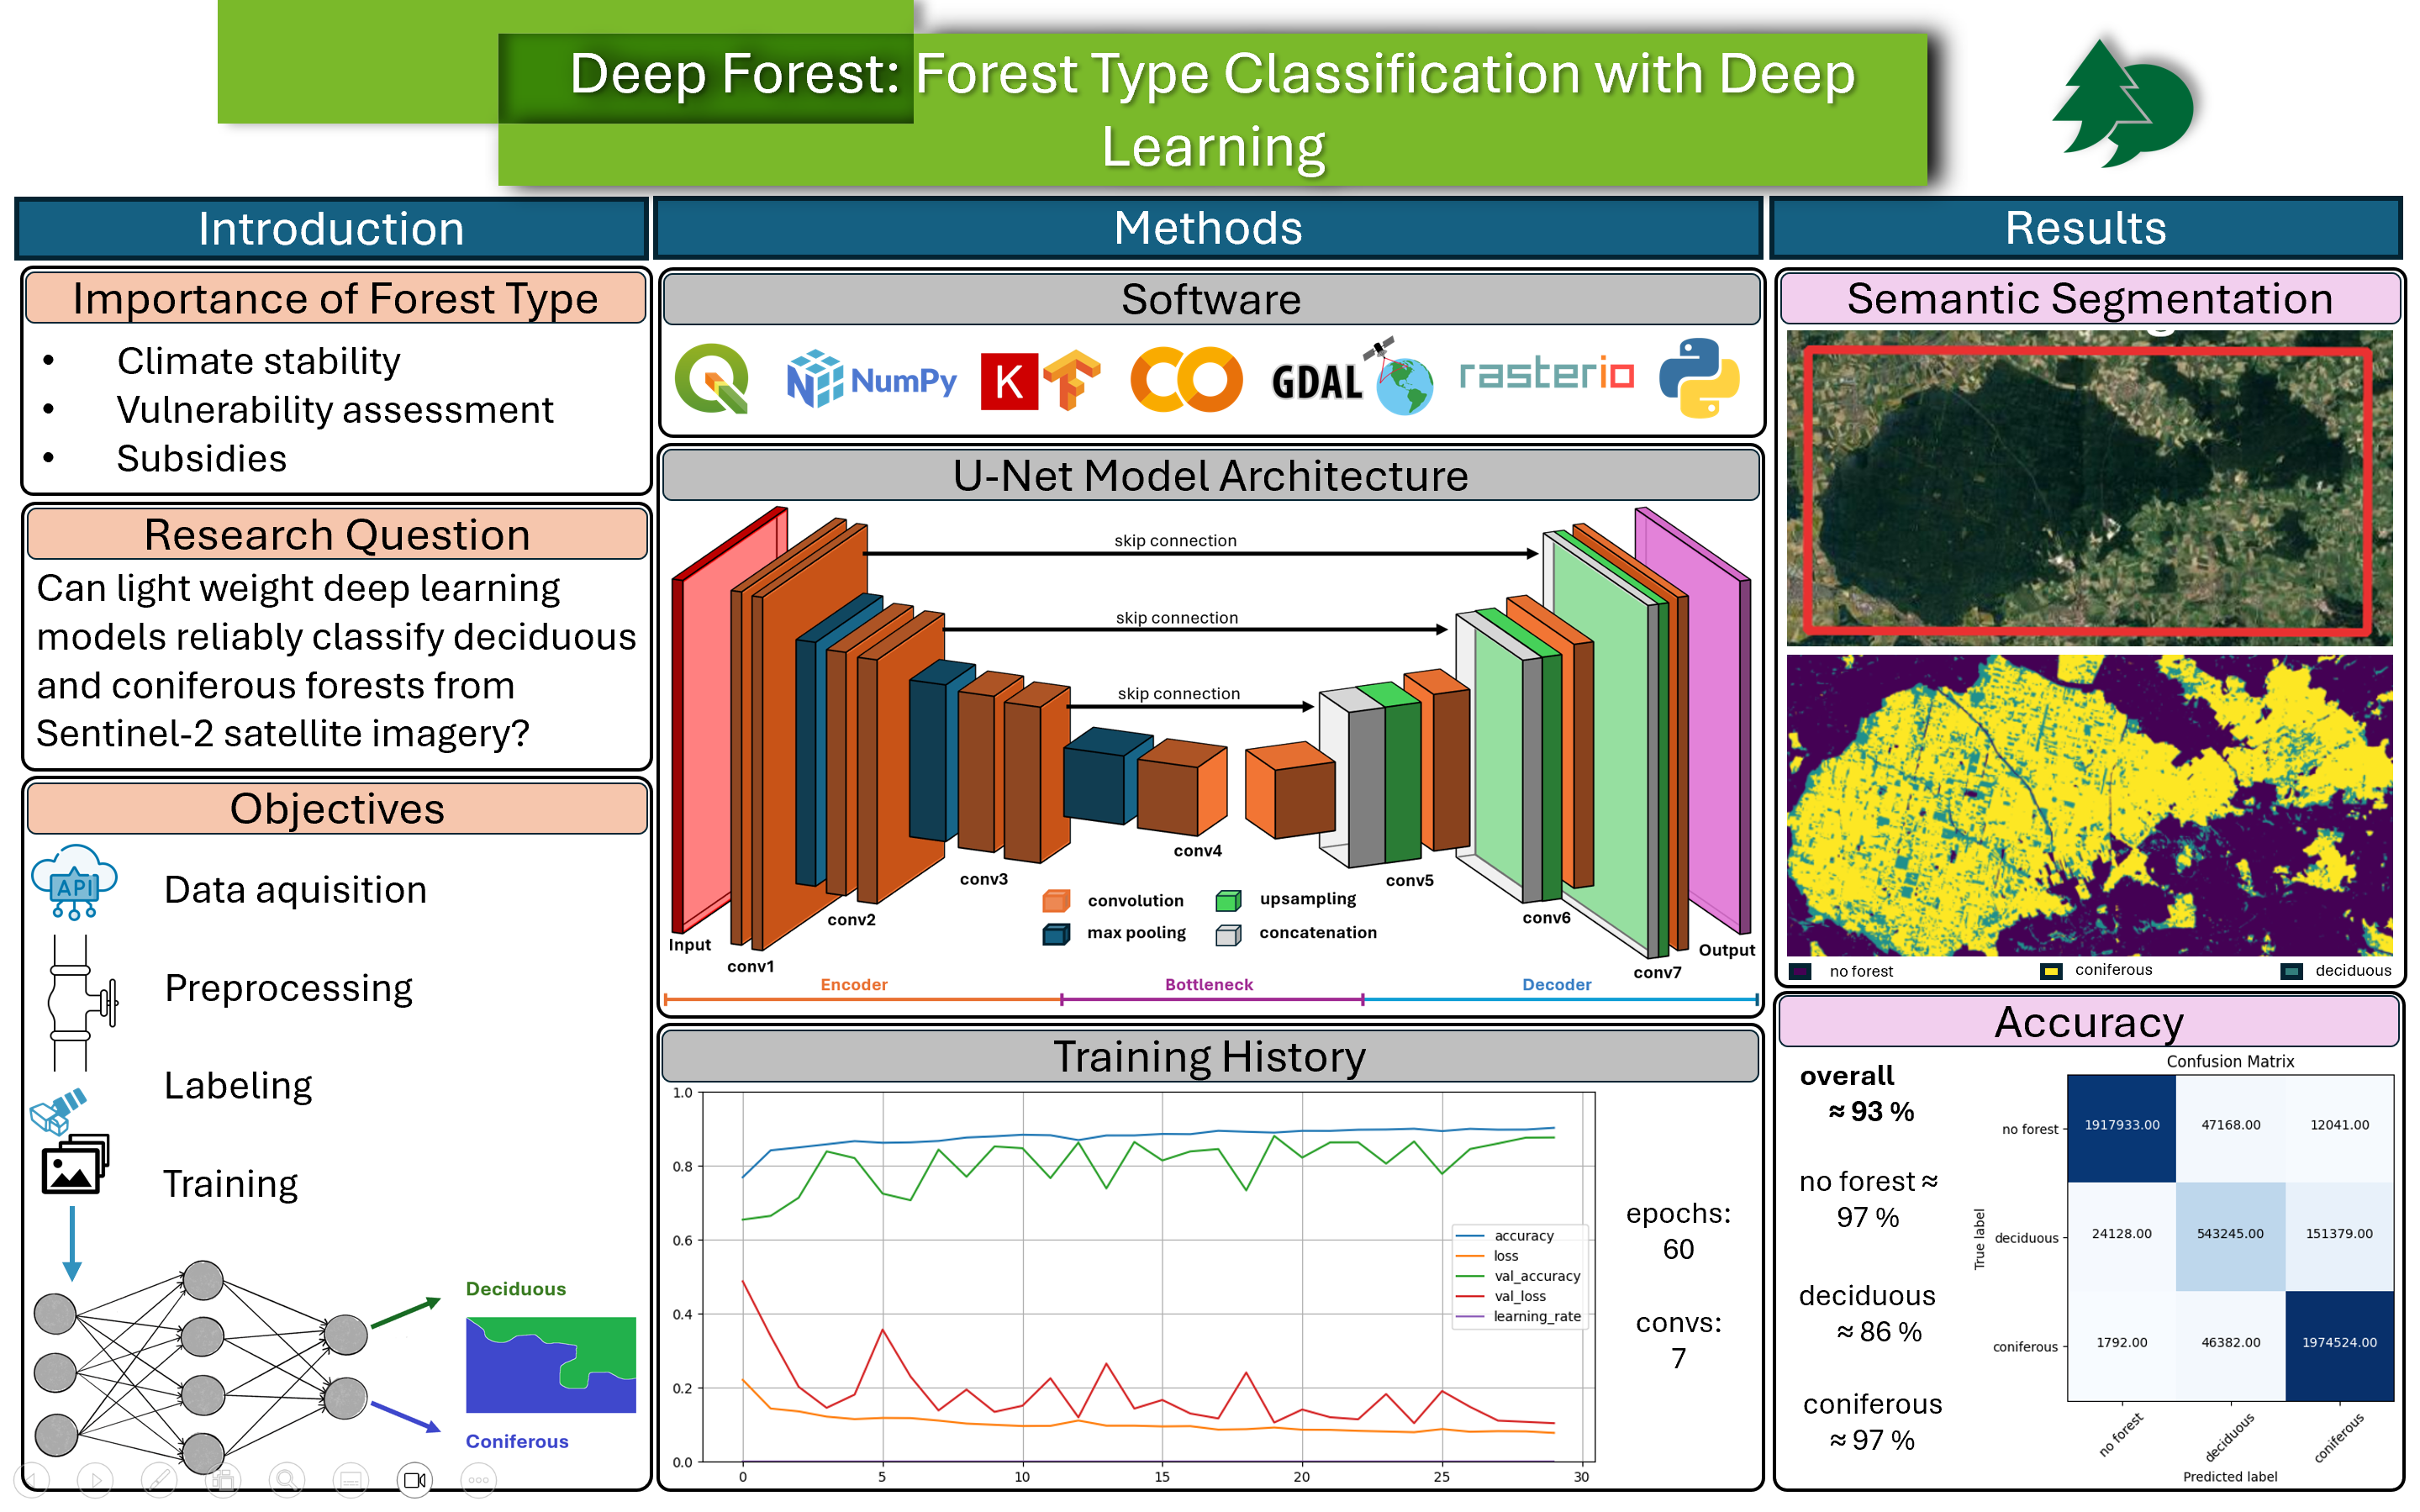 Deep Forest: Forest Type Classification with Deep
Learning
Introduction
Importance of Forest Type
• Climate stability
• Vulnerability assessment
• Subsidies
Research Question
Can light weight deep learning
models reliably classify deciduous
and coniferous forests from
Sentinel-2 satellite imagery?
Objectives
API
Data aquisition
Preprocessing
Labeling
Training
Deciduous
Coniferous
Methods
Software
NumPy
K
GDAL
rasterio
U-Net Model Architecture
skip connection
skip connection
skip connection
Input
conv1
conv2
conv3
conv4
conv5
conv6
conv7
Output
convolution
upsampling
max pooling
concatenation
Encoder
Bottleneck
Decoder
Training History
1.0
0.8
0.6
0.4
0.2
0.0
0 5 10 15 20 25 30
accuracy
loss
val_accuracy
val_loss
learning_rate
epochs:
60
convs:
7
Results
Semantic Segmentation
no forest
coniferous
deciduous
Accuracy
overall
≈ 93 %
no forest ≈
97 %
deciduous
≈ 86 %
coniferous
≈ 97 %
Confusion Matrix
True label
no forest 1917933.00 47168.00 12041.00
deciduous 24128.00 543245.00 151379.00
coniferous 1792.00 46382.00 1974524.00
no forest deciduous coniferous
Predicted label